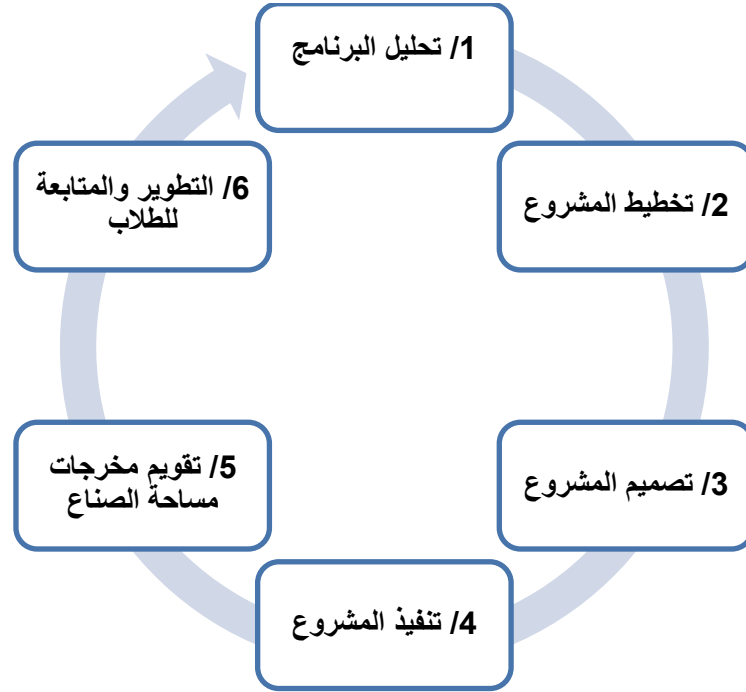 1/ تحليل البرنامج
2/ تخطيط المشروع
3/ تصميم المشروع
4/ تنفيذ المشروع
5/ تقويم مخرجات
مساحة الصناع
6/ التطوير والمتابعة
للطلاب